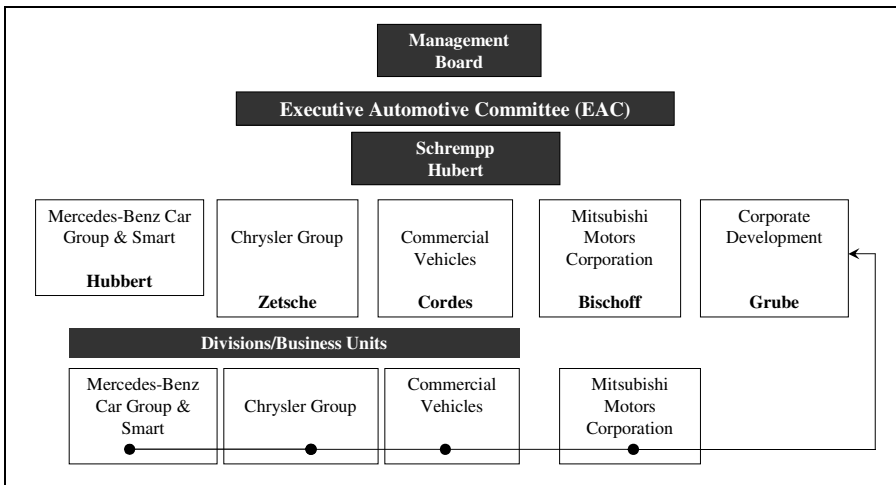 Management
Board
Executive Automotive Committee (EAC)
Schrempp
Hubert
Mercedes-Benz Car
Group & Smart
Hubbert
Chrysler Group
Zetsche
Commercial
Vehicles
Cordes
Mitsubishi
Motors
Corporation
Bischoff
Corporate
Development
Grube
Divisions/Business Units
Mercedes-Benz
Car Group &
Smart
Chrysler Group
Commercial
Vehicles
Mitsubishi
Motors
Corporation